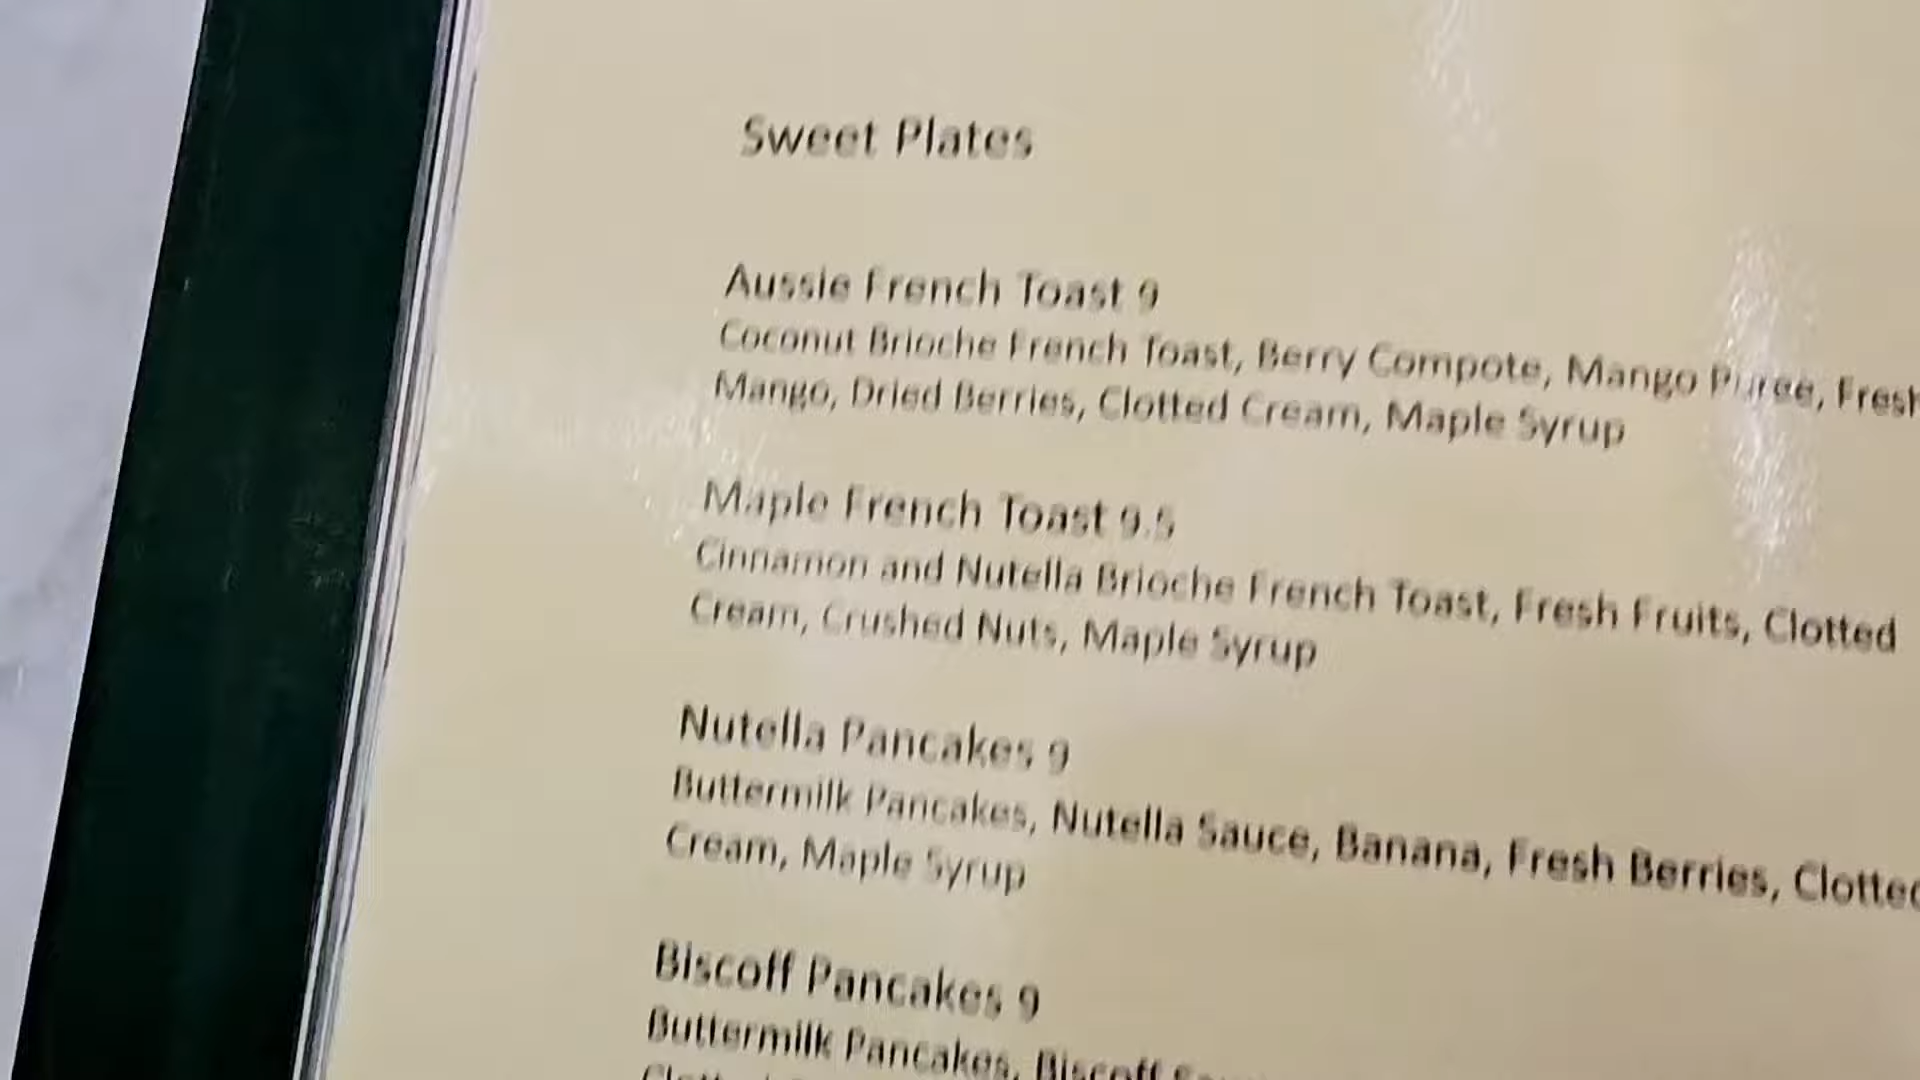 Sweet Plates
Aussie French Toast 9
Coconut Brioche French Toast, Berry Compote, Mango Puree, Fresh
Mango, Dried Berries, Clotted Cream, Maple Syrup
Maple French Toast 9.5
Cinnamon and Nutella Brioche French Toast, Fresh Fruits, Clotted
Cream, Crushed Nuts, Maple Syrup
Nutella Pancakes 9
Buttermilk Pancakes, Nutella Sauce, Banana, Fresh Berries, Clotted
Cream, Maple Syrup
Biscoff Pancakes 9
Buttermilk Pancakes, Biscoff